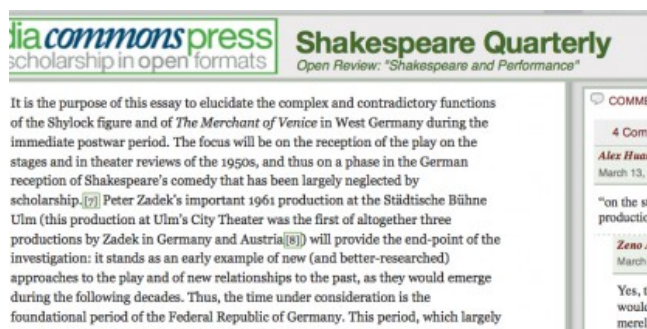 dia commons press
scholarship in open formats
Shakespeare Quarterly
Open Review: "Shakespeare and Performance"
It is the purpose of this essay to elucidate the complex and contradictory functions
of the Shylock figure and of The Merchant of Venice in West Germany during the
immediate postwar period. The focus will be on the reception of the play on the
stages and in theater reviews of the 1950s, and thus on a phase in the German
reception of Shakespeare's comedy that has been largely neglected by
scholarship.[7] Peter Zadek's important 1961 production at the Städtische Bühne
Ulm (this production at Ulm's City Theater was the first of altogether three
productions by Zadek in Germany and Austria[8]) will provide the end-point of the
investigation: it stands as an early example of new (and better-researched)
approaches to the play and of new relationships to the past, as they would emerge
during the following decades. Thus, the time under consideration is the
foundational period of the Federal Republic of Germany. This period, which largely
COMME
4 Com
Alex Hua
March 13,
"on the s
productio
Zeno
March
Yes, t
would
merel